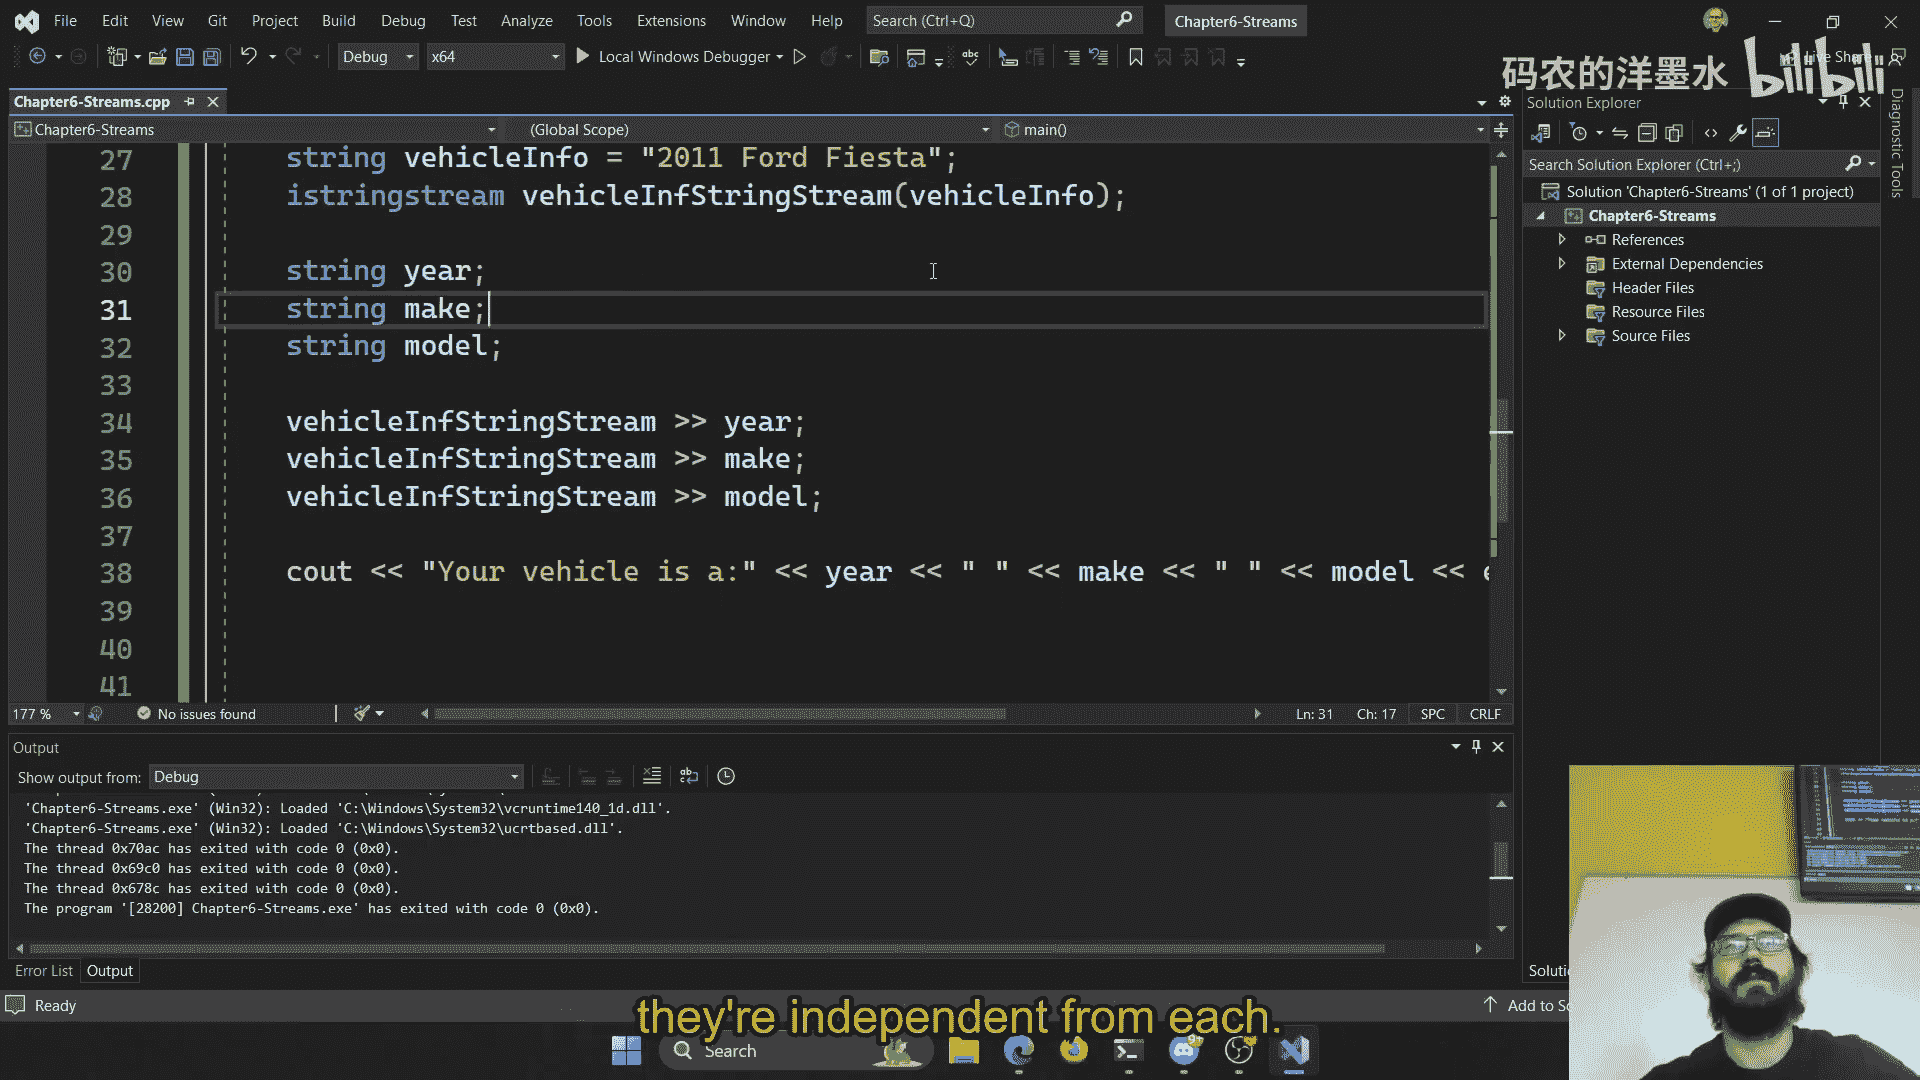 File Edit View Git Project Build Debug Test Analyze Tools Extensions Window Help Search (Ctrl+Q) Chapter6-Streams
Debug x64 Local Windows Debugger Live Share
码农的洋墨水 bilibili
Chapter6-Streams.cpp
Chapter6-Streams (Global Scope) main()
27 string vehicleInfo = "2011 Ford Fiesta";
28 istringstream vehicleInfStringStream(vehicleInfo);
29
30 string year;
31 string make;
32 string model;
33
34 vehicleInfStringStream >> year;
35 vehicleInfStringStream >> make;
36 vehicleInfStringStream >> model;
37
38 cout << "Your vehicle is a:" << year << " " << make << " " << model << e
39
40
41
177 % No issues found Ln: 31 Ch: 17 SPC CRLF
Output
Show output from: Debug
'Chapter6-Streams.exe' (Win32): Loaded 'C:\Windows\System32\vcruntime140_1d.dll'.
'Chapter6-Streams.exe' (Win32): Loaded 'C:\Windows\System32\ucrtbased.dll'.
The thread 0x70ac has exited with code 0 (0x0).
The thread 0x69c0 has exited with code 0 (0x0).
The thread 0x678c has exited with code 0 (0x0).
The program '[28200] Chapter6-Streams.exe' has exited with code 0 (0x0).
Error List Output
Solution Explorer
Search Solution Explorer (Ctrl+;)
Solution 'Chapter6-Streams' (1 of 1 project)
Chapter6-Streams
References
External Dependencies
Header Files
Resource Files
Source Files
Diagnostic Tools
Soluti
Ready Add to So
they're independent from each.
Search